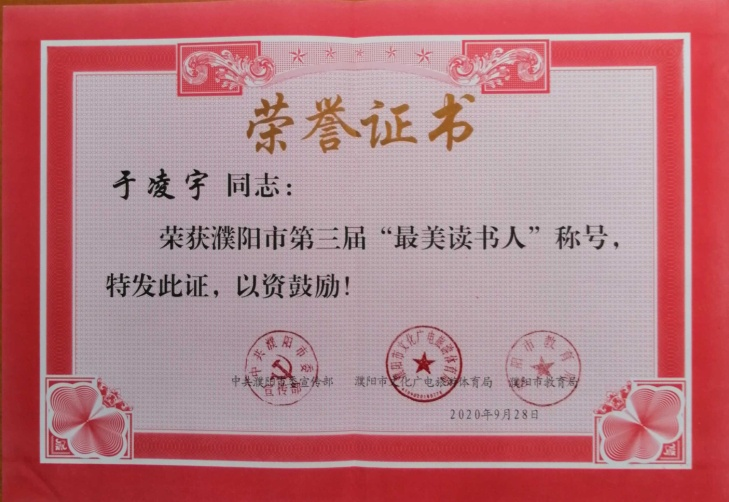 荣誉证书
于凌宇 同志：
荣获濮阳市第三届“最美读书人”称号，
特发此证，以资鼓励！
中共濮阳市委宣传部 濮阳市文化广电旅游体育局 濮阳市教育局
2020年9月28日